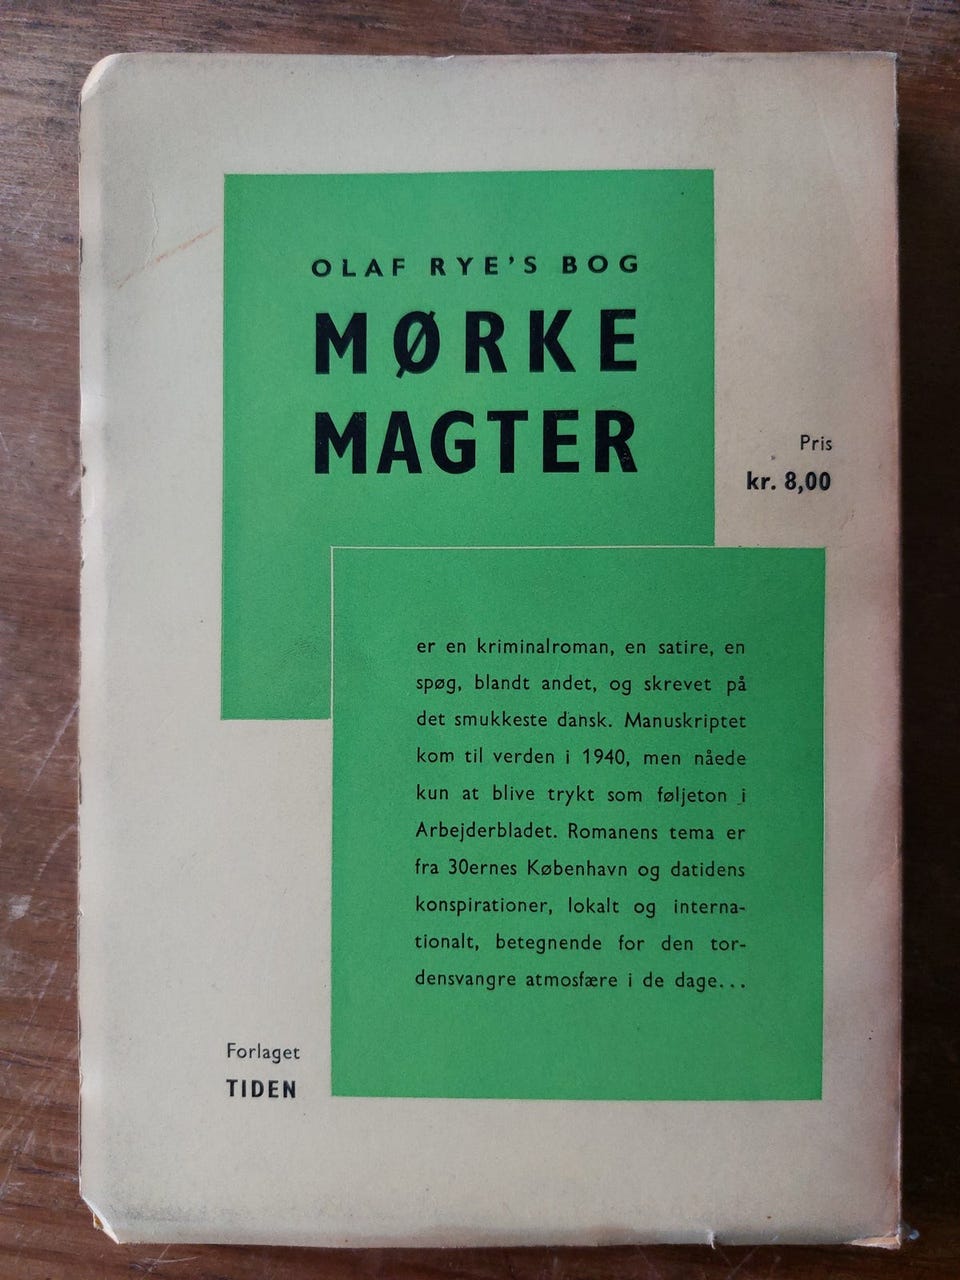 OLAF RYE'S BOG
MØRKE
MAGTER
Pris
kr. 8,00
er en kriminalroman, en satire, en
spøg, blandt andet, og skrevet på
det smukkeste dansk. Manuskriptet
kom til verden i 1940, men nåede
kun at blive trykt som føljeton i
Arbejderbladet. Romanens tema er
fra 30ernes København og datidens
konspirationer, lokalt og interna-
tionalt, betegnende for den tor-
densvangre atmosfære i de dage...
Forlaget
TIDEN